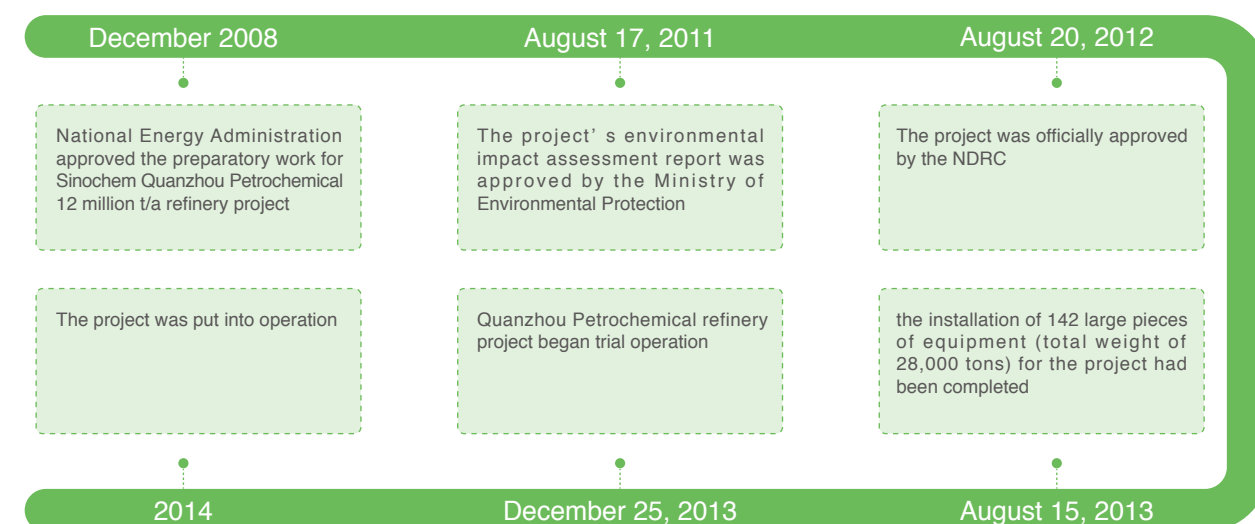 December 2008
August 17, 2011
August 20, 2012
National Energy Administration
approved the preparatory work for
Sinochem Quanzhou Petrochemical
12 million t/a refinery project
The project’ s environmental
impact assessment report was
approved by the Ministry of
Environmental Protection
The project was officially approved
by the NDRC
The project was put into operation
Quanzhou Petrochemical refinery
project began trial operation
the installation of 142 large pieces
of equipment (total weight of
28,000 tons) for the project had
been completed
2014
December 25, 2013
August 15, 2013